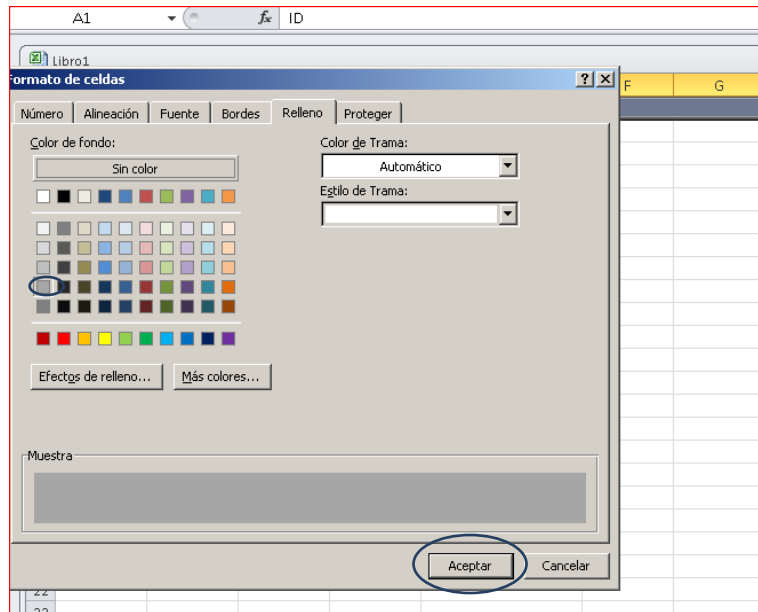 A1 fx ID
Libro1
Formato de celdas ?
F G
Número Alineación Fuente Bordes Relleno Proteger
Color de fondo: Color de Trama:
Sin color Automático
Estilo de Trama:
Efectos de relleno... Más colores...
Muestra
Aceptar Cancelar
22
23